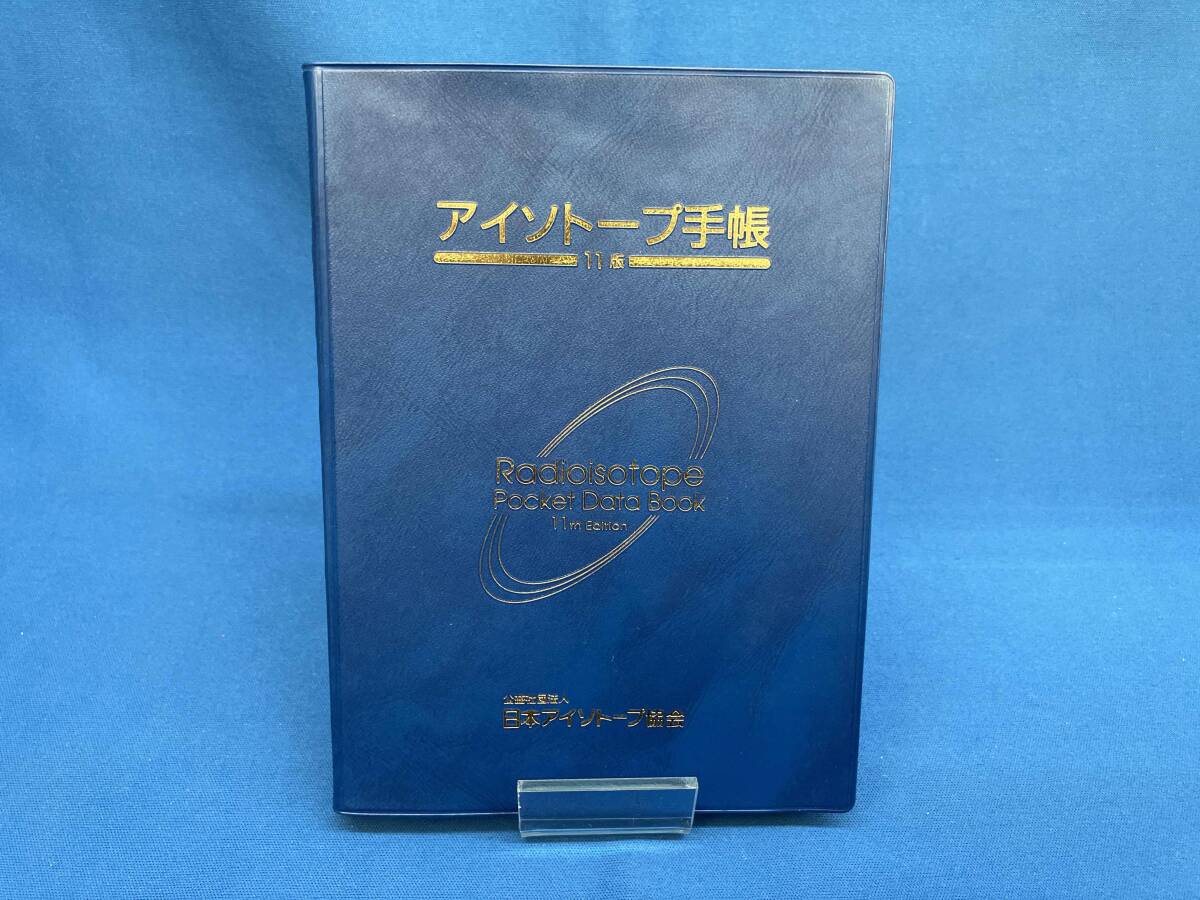 アイソトープ手帳
11版
Radioisotope
Pocket Data Book
11th Edition
公益社団法人
日本アイソトープ協会